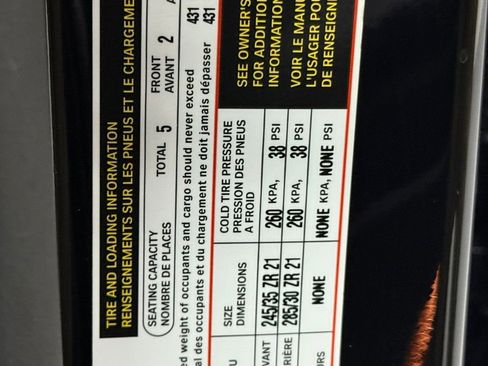 TIRE AND LOADING INFORMATION
RENSEIGNEMENTS SUR LES PNEUS ET LE CHARGEME
SEATING CAPACITY
NOMBRE DE PLACES
TOTAL 5
FRONT
AVANT 2
ed weight of occupants and cargo should never exceed 431
al des occupants et du chargement ne doit jamais dépasser 431
SIZE
DIMENSIONS
COLD TIRE PRESSURE
PRESSION DES PNEUS
A FROID
VANT 245/35 ZR 21 260 KPA, 38 PSI
RIÈRE 285/30 ZR 21 260 KPA, 38 PSI
URS NONE NONE KPA, NONE PSI
SEE OWNER'S
FOR ADDITIO
INFORMATION
VOIR LE MANU
L'USAGER POU
DE RENSEIGN